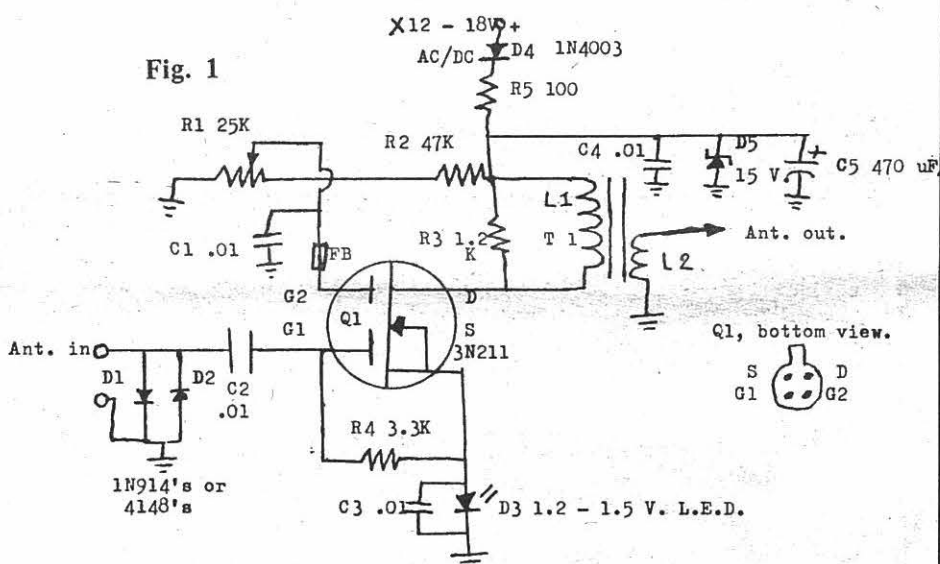 X12 - 18V +
AC/DC
D4 1N4003
Fig. 1
R5 100
R1 25K
R2 47K
C4 .01
D5
15 V.
+
C5 470 uF
L1
R3 1.2
K
T 1
Ant. out.
L2
C1 .01
FB
G2
D
Q1
G1
S
3N211
Q1, bottom view.
S
D
G1
G2
Ant. in
D1
D2
C2
.01
R4 3.3K
1N914's or
4148's
C3 .01
D3 1.2 - 1.5 V. L.E.D.